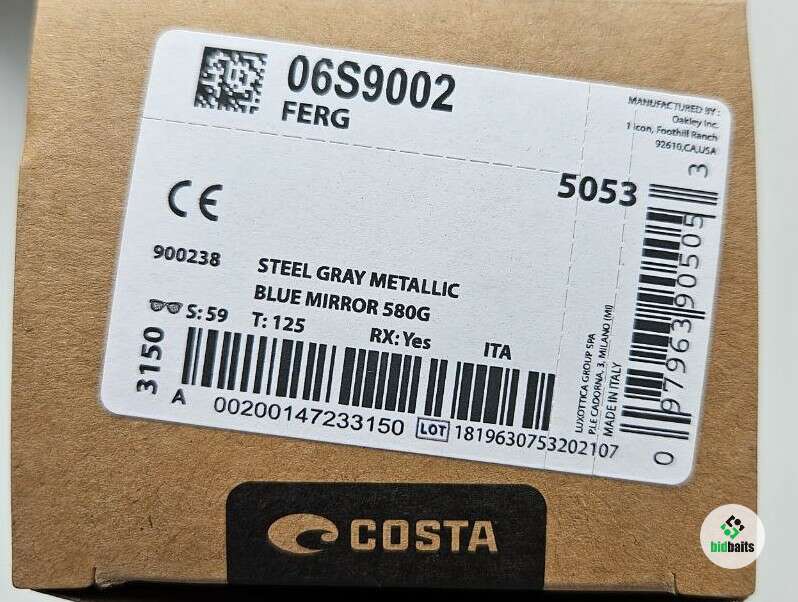 06S9002
FERG
MANUFACTURED BY :
Oakley Inc.
1 icon, Foothill Ranch
92610,CA,USA
5053
CE
900238
STEEL GRAY METALLIC
BLUE MIRROR 580G
S: 59
T: 125
RX: Yes
ITA
3150
A
00200147233150
LOT
1819630753202107
LUXOTTICA GROUP SPA
P.LE CADORNA, 3, MILANO (MI)
MADE IN ITALY
0 97963 90505 3
COSTA
bidbaits